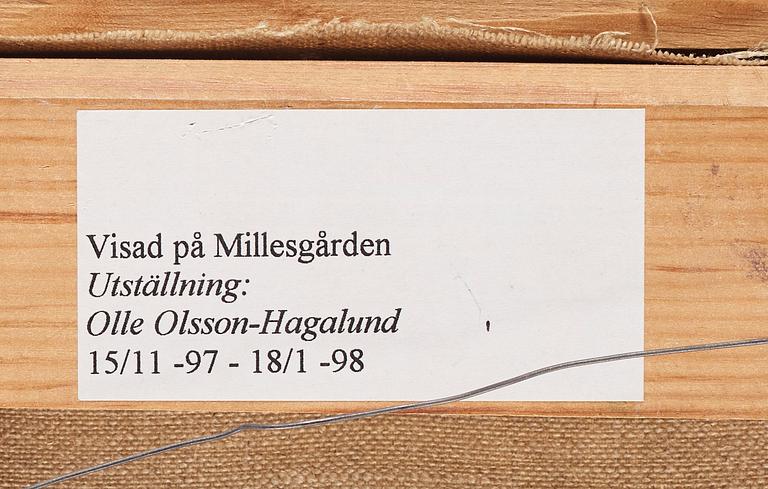 Visad på Millesgården
Utställning:
Olle Olsson-Hagalund
15/11 -97 - 18/1 -98